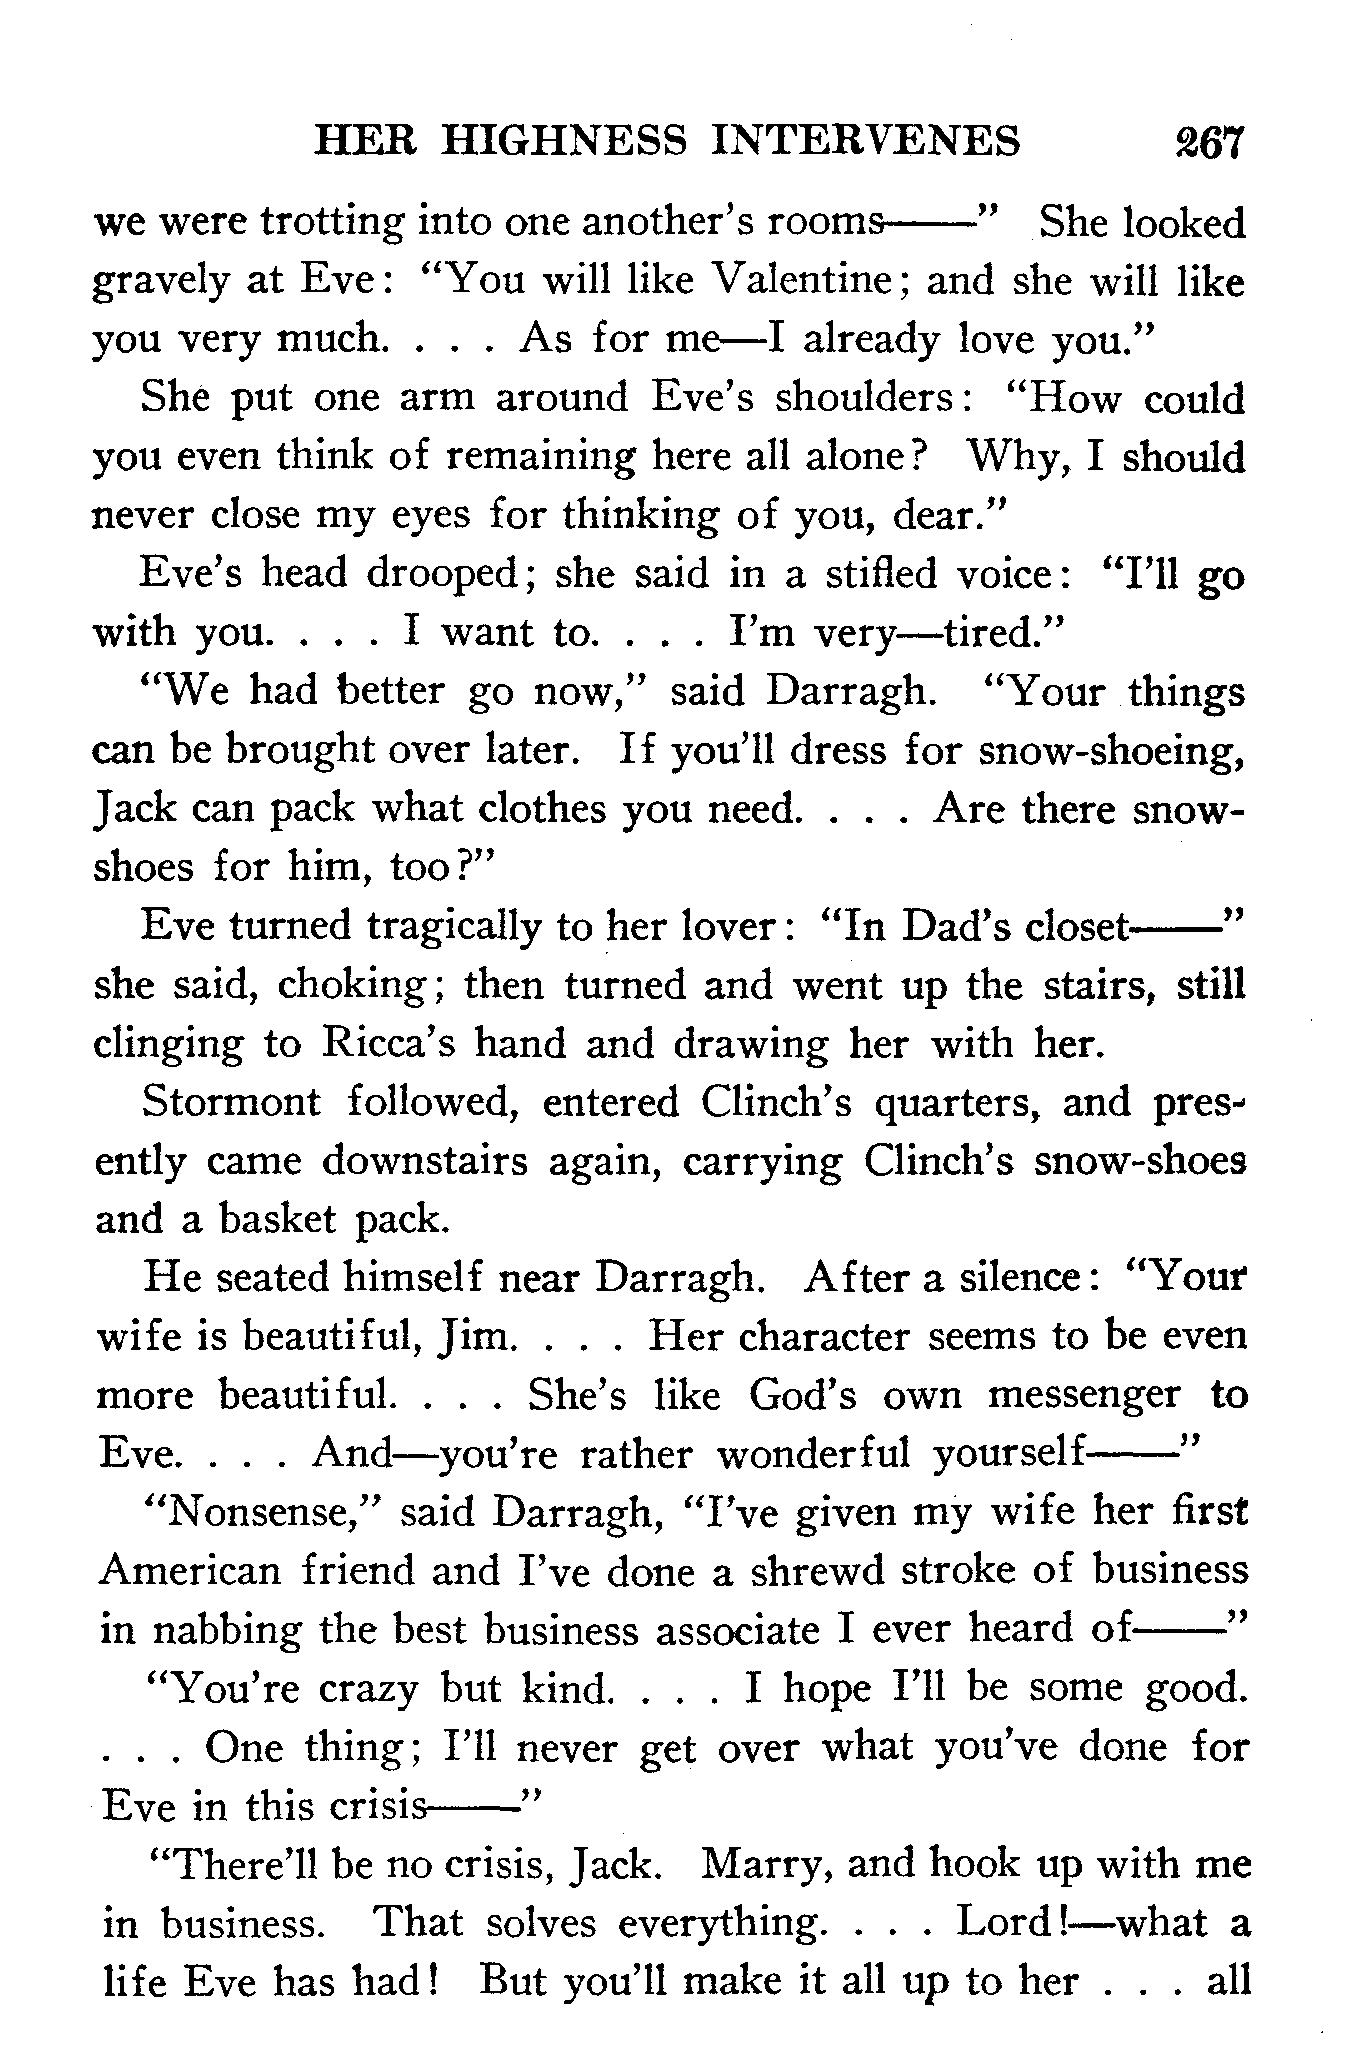 HER HIGHNESS INTERVENES 267
we were trotting into one another's rooms——” She looked
gravely at Eve: “You will like Valentine; and she will like
you very much. . . . As for me—I already love you.”
She put one arm around Eve's shoulders: “How could
you even think of remaining here all alone? Why, I should
never close my eyes for thinking of you, dear.”
Eve's head drooped; she said in a stifled voice: “I'll go
with you. . . . I want to. . . . I'm very—tired.”
“We had better go now,” said Darragh. “Your things
can be brought over later. If you'll dress for snow-shoeing,
Jack can pack what clothes you need. . . . Are there snow-
shoes for him, too?”
Eve turned tragically to her lover: “In Dad's closet——”
she said, choking; then turned and went up the stairs, still
clinging to Ricca's hand and drawing her with her.
Stormont followed, entered Clinch's quarters, and pres-
ently came downstairs again, carrying Clinch's snow-shoes
and a basket pack.
He seated himself near Darragh. After a silence: “Your
wife is beautiful, Jim. . . . Her character seems to be even
more beautiful. . . . She's like God's own messenger to
Eve. . . . And—you're rather wonderful yourself——”
“Nonsense,” said Darragh, “I've given my wife her first
American friend and I've done a shrewd stroke of business
in nabbing the best business associate I ever heard of——”
“You're crazy but kind. . . . I hope I'll be some good.
. . . One thing; I'll never get over what you've done for
Eve in this crisis——”
“There'll be no crisis, Jack. Marry, and hook up with me
in business. That solves everything. . . . Lord!—what a
life Eve has had! But you'll make it all up to her . . . all